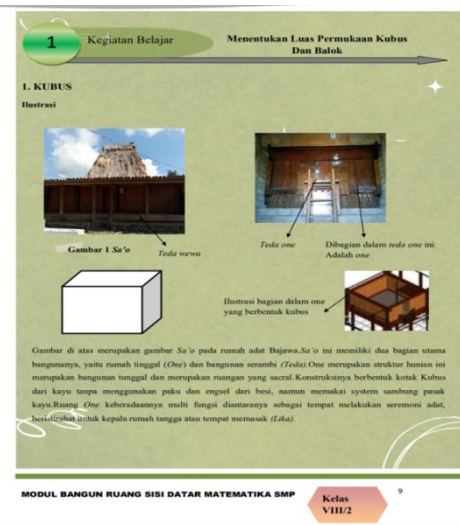 1
Kegiatan Belajar
Menentukan Luas Permukaan Kubus
Dan Balok
1. KUBUS
Ilustrasi
Gambar 1 Sa'o
Teda wewa
Teda one
Dibagian dalam teda one ini
Adalah one
Ilustrasi bagian dalam one
yang berbentuk kubus
Gambar di atas merupakan gambar Sa'o pada rumah adat Bajawa.Sa'o ini memiliki dua bagian utama
bangunanya, yaitu rumah tinggal (One) dan bangunan serambi (Teda).One merupakan struktur hunian ini
merupakan bangunan tunggal dan merupakan ruangan yang sacral.Konstruksinya berbentuk kotak Kubus
dari kayu tanpa menggunakan paku dan engsel dari besi, namun memakai system sambung pasak
kayu.Ruang One keberadaannya multi fungsi diantaranya sebagai tempat melakukan seremoni adat,
beristirahat untuk kepala rumah tangga atau tempat memasak (Lika).
MODUL BANGUN RUANG SISI DATAR MATEMATIKA SMP
Kelas
VIII/2
9